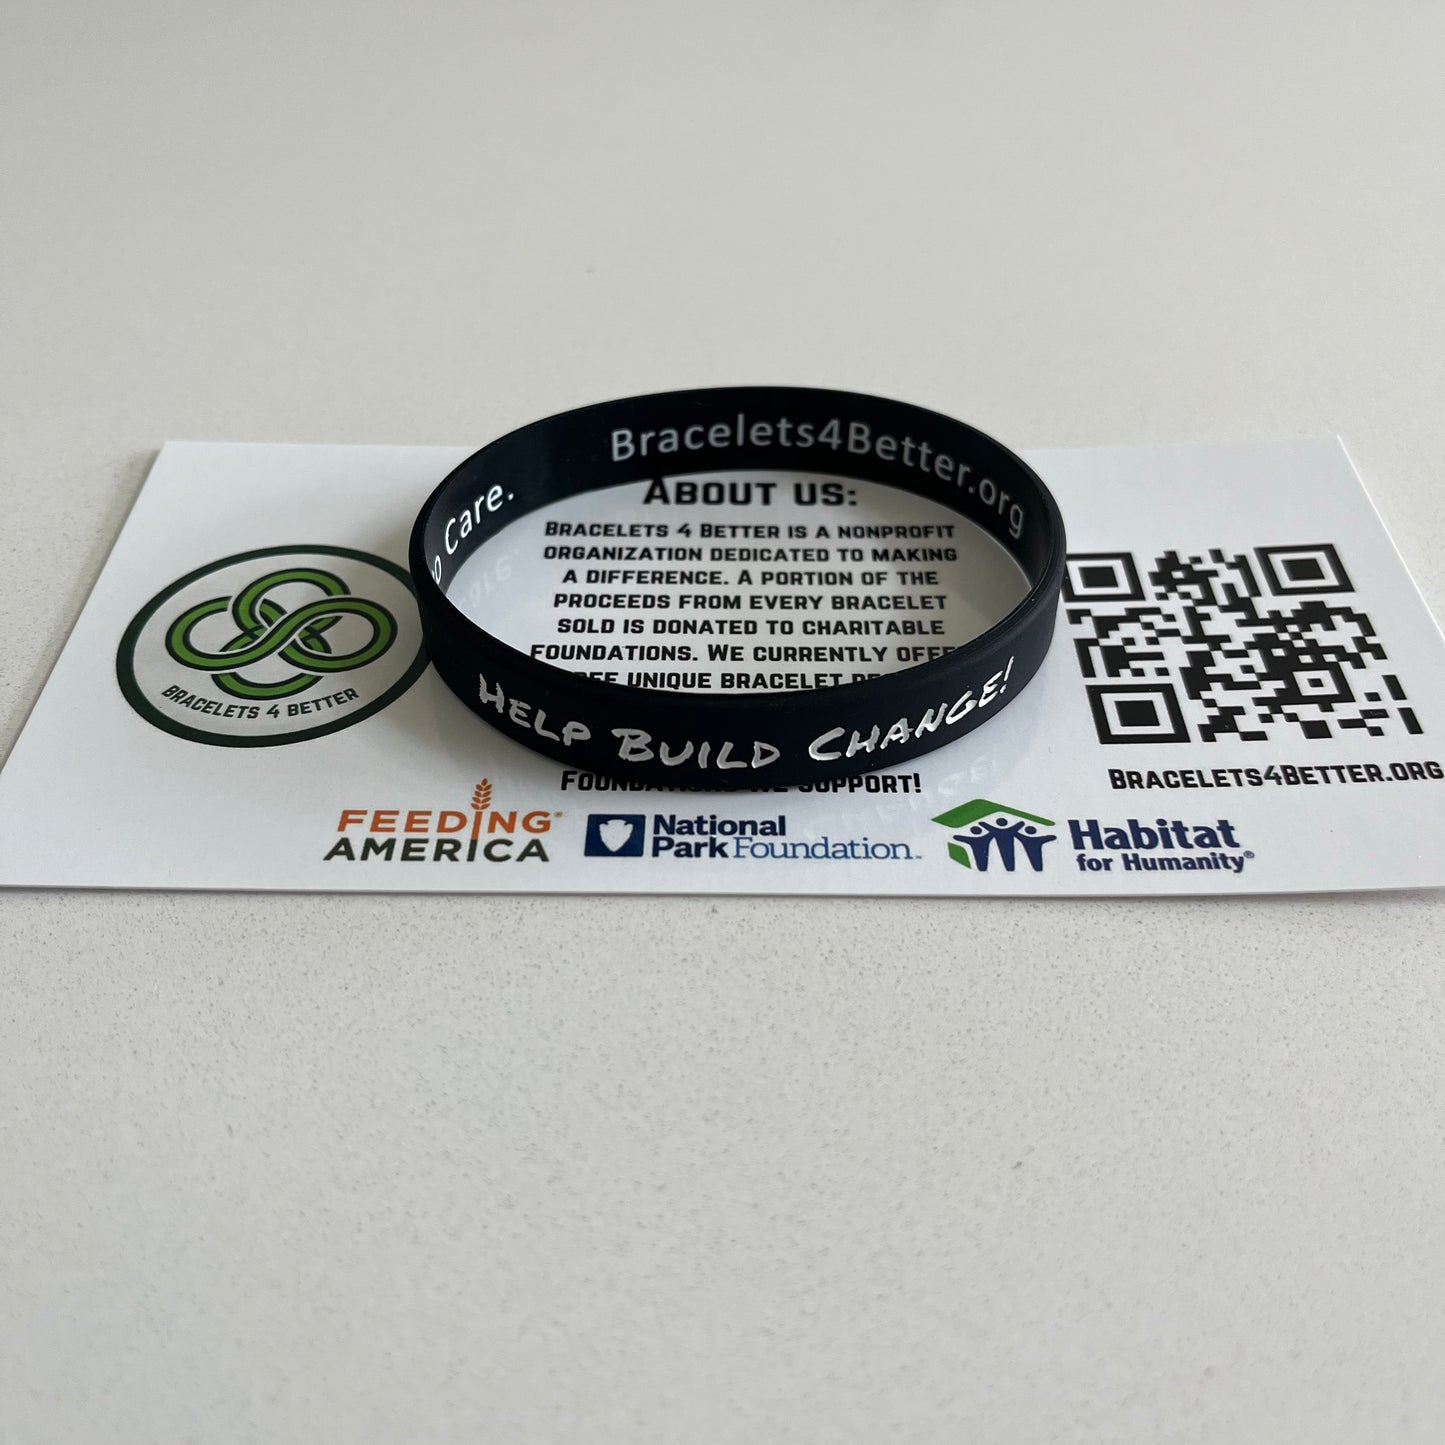 Bracelets4Better.org
Care.
HELP BUILD CHANGE!
ABOUT US:
BRACELETS 4 BETTER IS A NONPROFIT
ORGANIZATION DEDICATED TO MAKING
A DIFFERENCE. A PORTION OF THE
PROCEEDS FROM EVERY BRACELET
SOLD IS DONATED TO CHARITABLE
FOUNDATIONS. WE CURRENTLY
UNIQUE BRACELET
SUPPORT!
BRACELETS 4 BETTER
BRACELETS4BETTER.ORG
FEEDING
AMERICA
National
Park Foundation
Habitat
for Humanity®